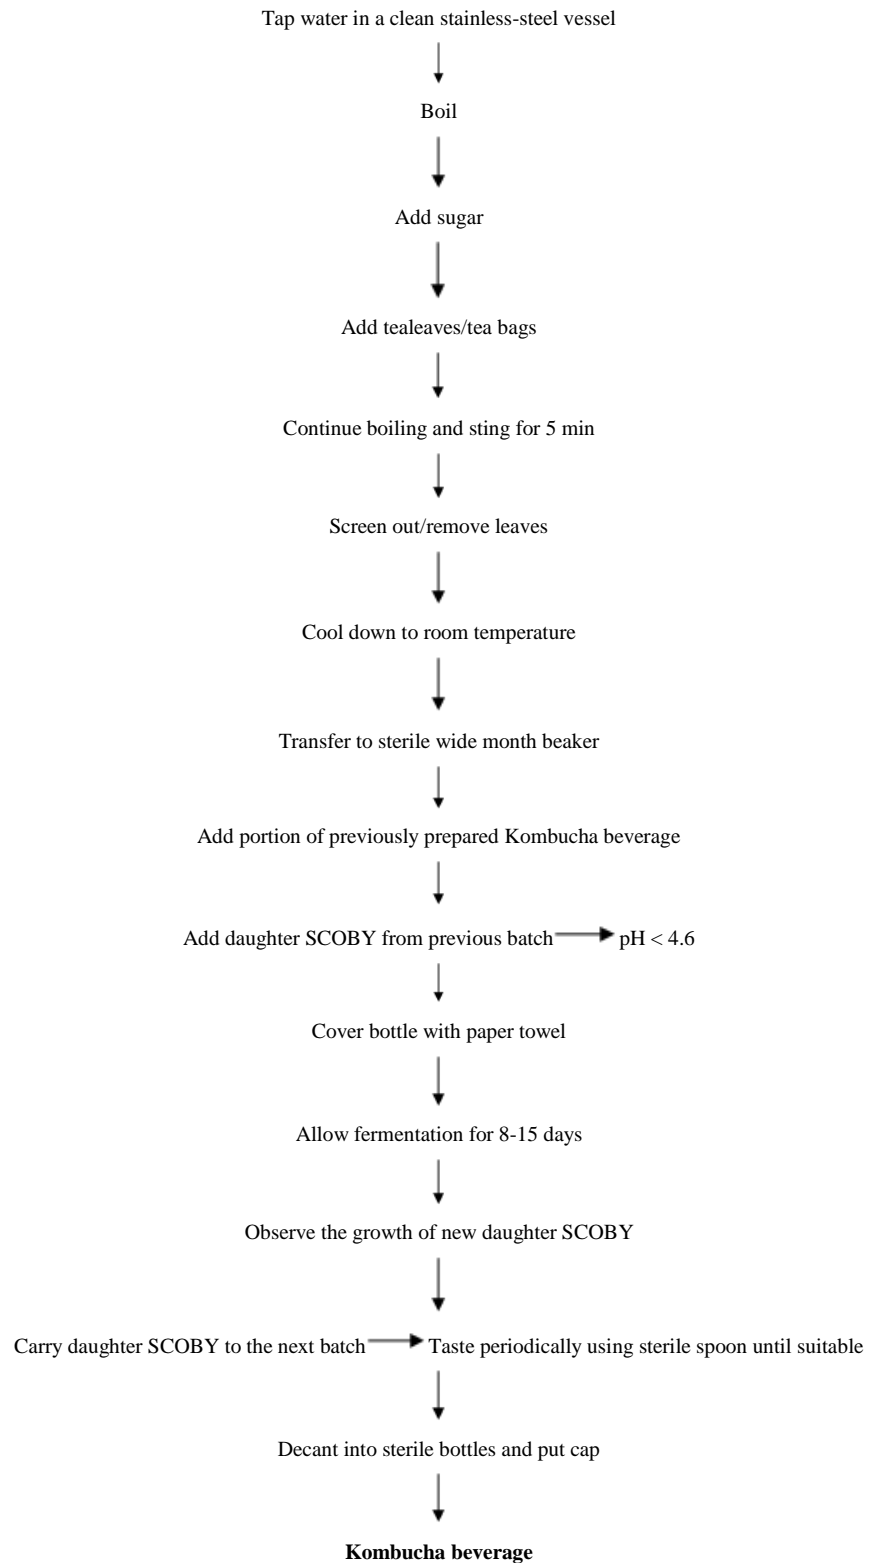 Tap water in a clean stainless-steel vessel
Boil
Add sugar
Add tealeaves/tea bags
Continue boiling and sting for 5 min
Screen out/remove leaves
Cool down to room temperature
Transfer to sterile wide month beaker
Add portion of previously prepared Kombucha beverage
Add daughter SCOBY from previous batch pH < 4.6
Cover bottle with paper towel
Allow fermentation for 8-15 days
Observe the growth of new daughter SCOBY
Carry daughter SCOBY to the next batch Taste periodically using sterile spoon until suitable
Decant into sterile bottles and put cap
Kombucha beverage